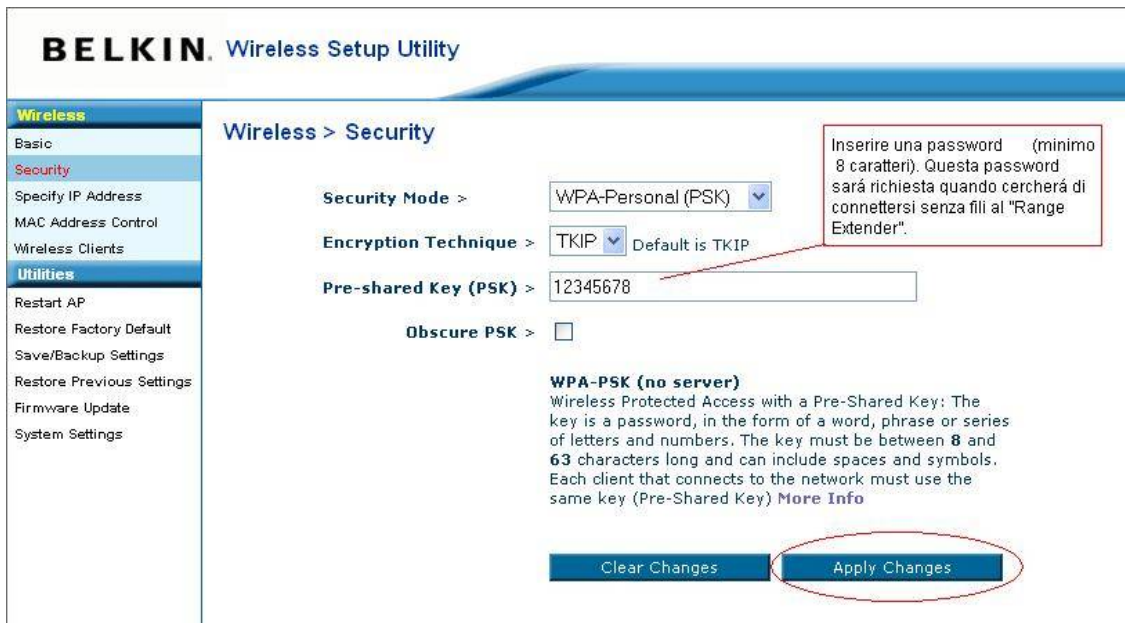 BELKIN. Wireless Setup Utility
Wireless
Basic
Security
Specify IP Address
MAC Address Control
Wireless Clients
Utilities
Restart AP
Restore Factory Default
Save/Backup Settings
Restore Previous Settings
Firmware Update
System Settings
Wireless > Security
Inserire una password (minimo
8 caratteri). Questa password
sará richiesta quando cercherá di
connettersi senza fili al "Range
Extender".
Security Mode > WPA-Personal (PSK)
Encryption Technique > TKIP Default is TKIP
Pre-shared Key (PSK) > 12345678
Obscure PSK >
WPA-PSK (no server)
Wireless Protected Access with a Pre-Shared Key: The
key is a password, in the form of a word, phrase or series
of letters and numbers. The key must be between 8 and
63 characters long and can include spaces and symbols.
Each client that connects to the network must use the
same key (Pre-Shared Key) More Info
Clear Changes Apply Changes